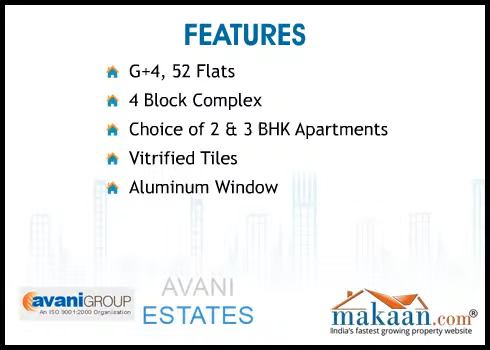 FEATURES
G+4, 52 Flats
4 Block Complex
Choice of 2 & 3 BHK Apartments
Vitrified Tiles
Aluminum Window
avaniGROUP
An ISO 9001:2000 Organisation
AVANI
ESTATES
makaan.com®
India's fastest growing property website